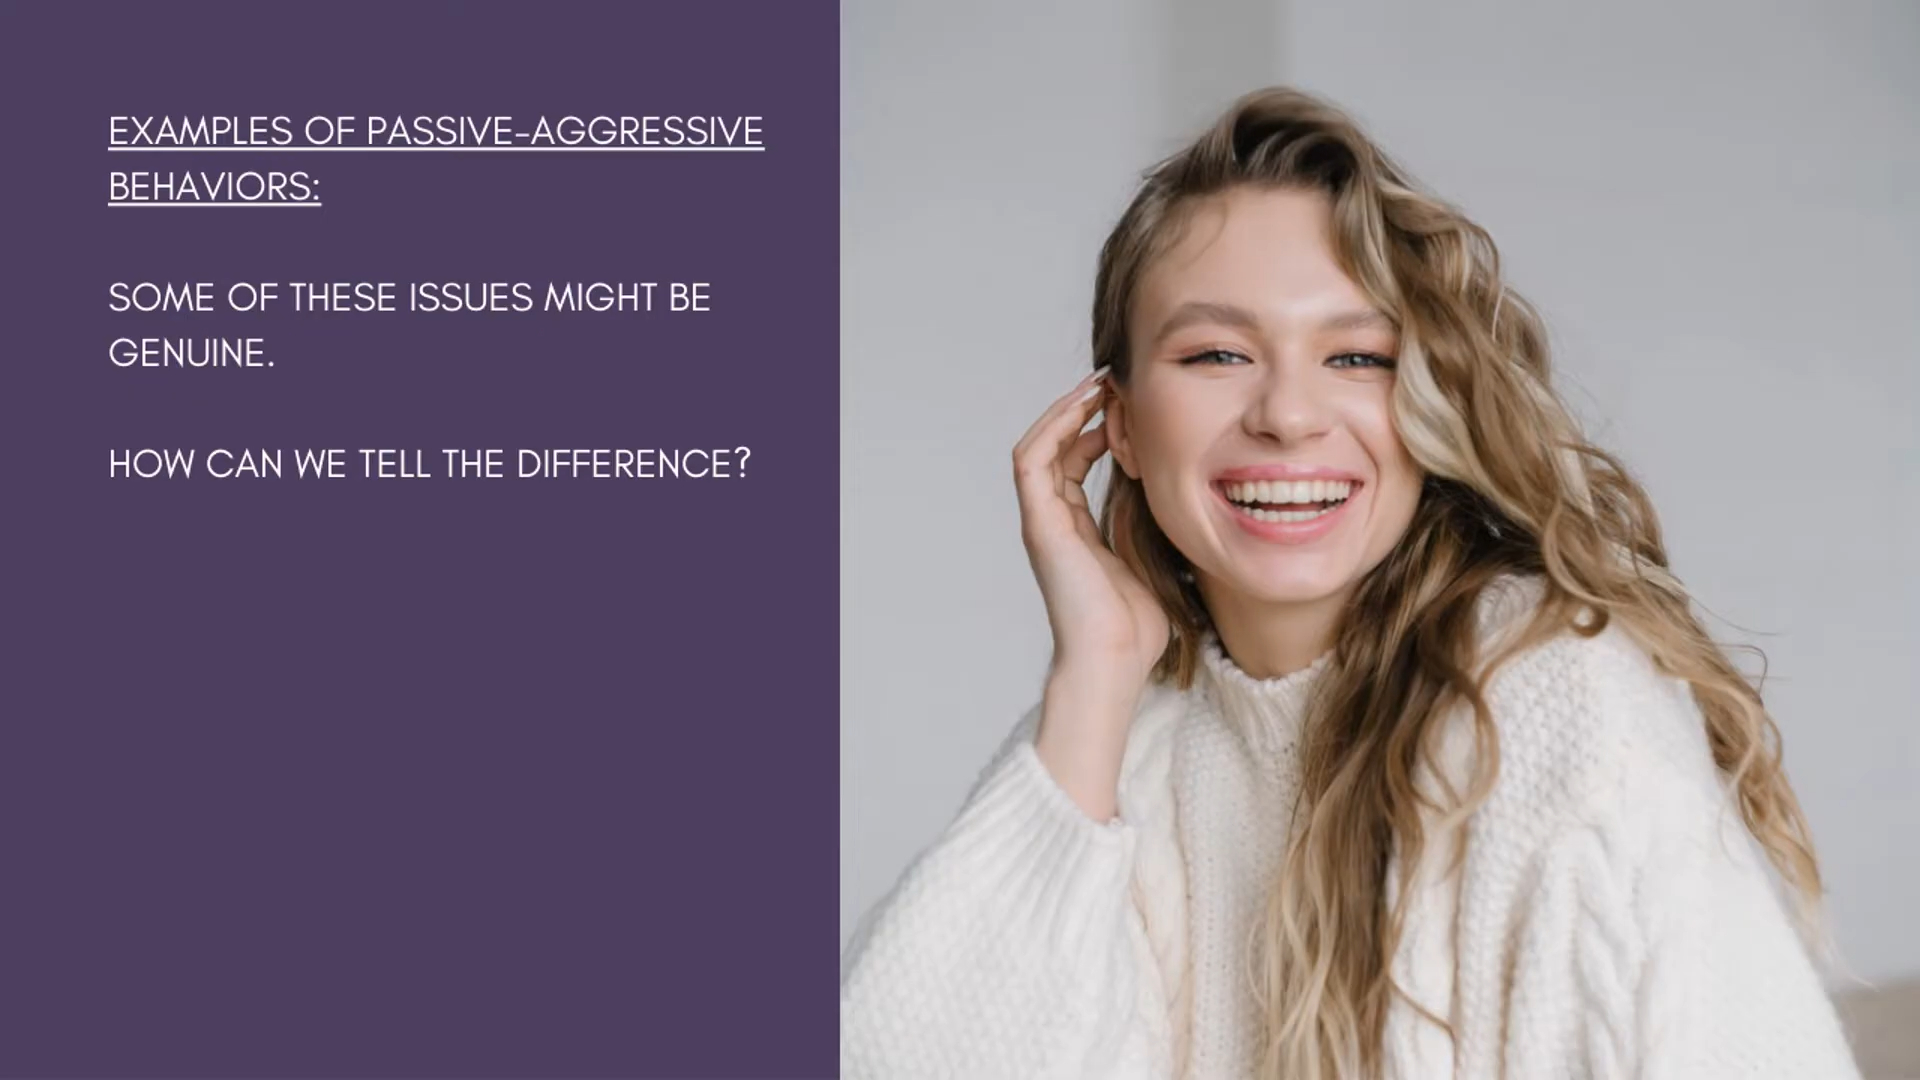 EXAMPLES OF PASSIVE-AGGRESSIVE
BEHAVIORS:
SOME OF THESE ISSUES MIGHT BE
GENUINE.
HOW CAN WE TELL THE DIFFERENCE?